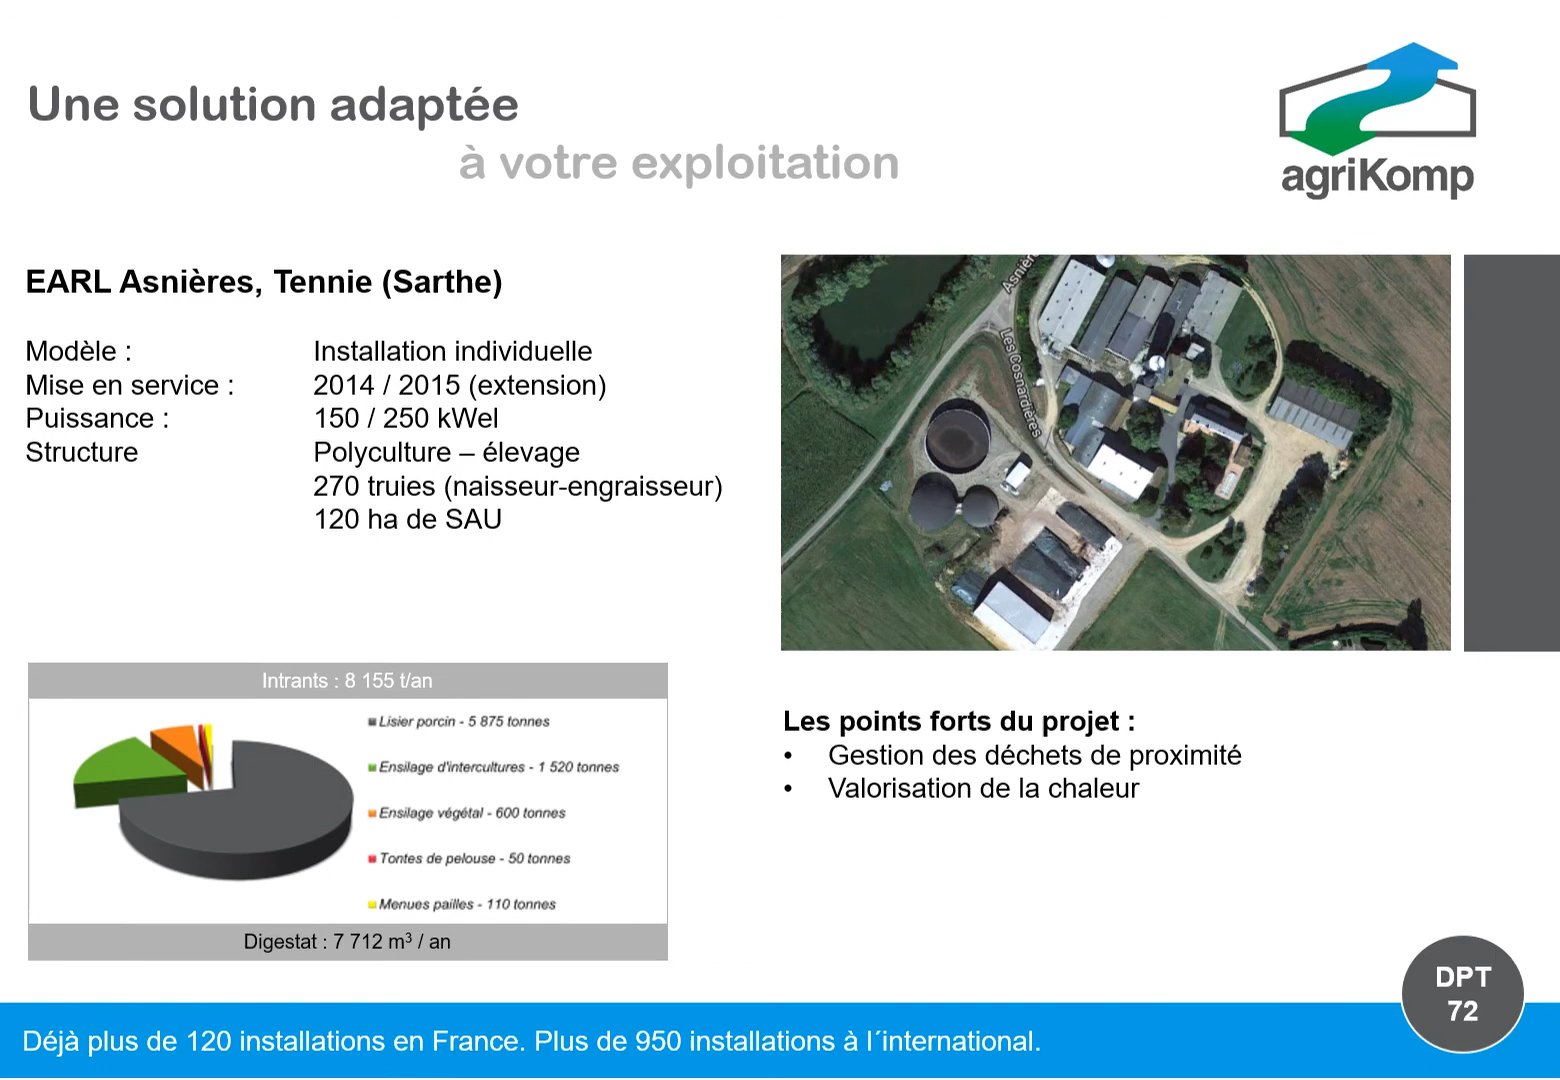 Une solution adaptée
à votre exploitation
agriKomp
EARL Asnières, Tennie (Sarthe)
Modèle : Installation individuelle
Mise en service : 2014 / 2015 (extension)
Puissance : 150 / 250 kWel
Structure Polyculture – élevage
270 truies (naisseur-engraisseur)
120 ha de SAU
Les Cosnardières
Intrants : 8 155 t/an
Lisier porcin - 5 875 tonnes
Ensilage d'intercultures - 1 520 tonnes
Ensilage végétal - 600 tonnes
Tontes de pelouse - 50 tonnes
Menues pailles - 110 tonnes
Digestat : 7 712 m³ / an
Les points forts du projet :
• Gestion des déchets de proximité
• Valorisation de la chaleur
DPT
72
Déjà plus de 120 installations en France. Plus de 950 installations à l´international.